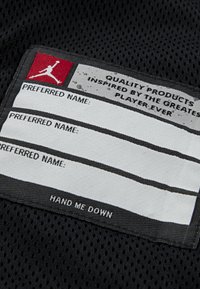 QUALITY PRODUCTS
INSPIRED BY THE GREATEST
PLAYER EVER
PREFERRED NAME:
PREFERRED NAME:
PREFERRED NAME:
HAND ME DOWN